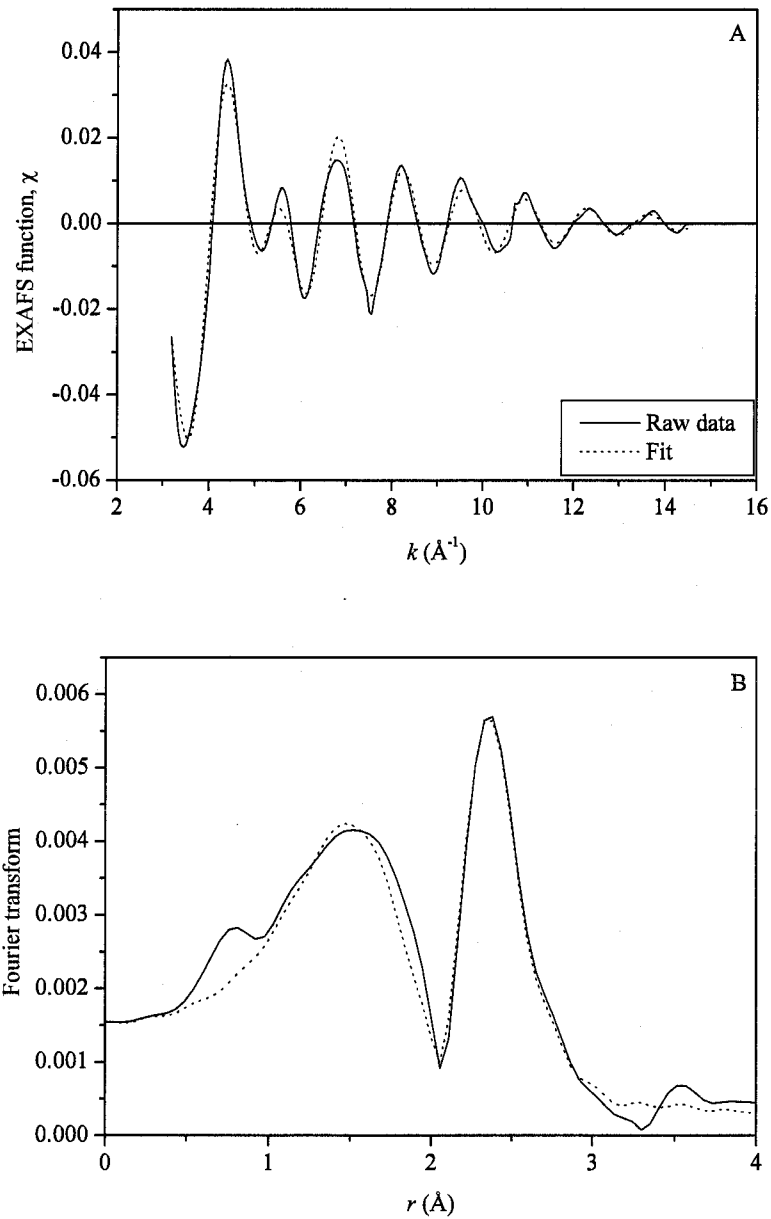 A
0.04
0.02
0.00
-0.02
-0.04
-0.06
EXAFS function, χ
Raw data
Fit
2 4 6 8 10 12 14 16
k (Å-1)
B
0.006
0.005
0.004
0.003
0.002
0.001
0.000
Fourier transform
0 1 2 3 4
r (Å)